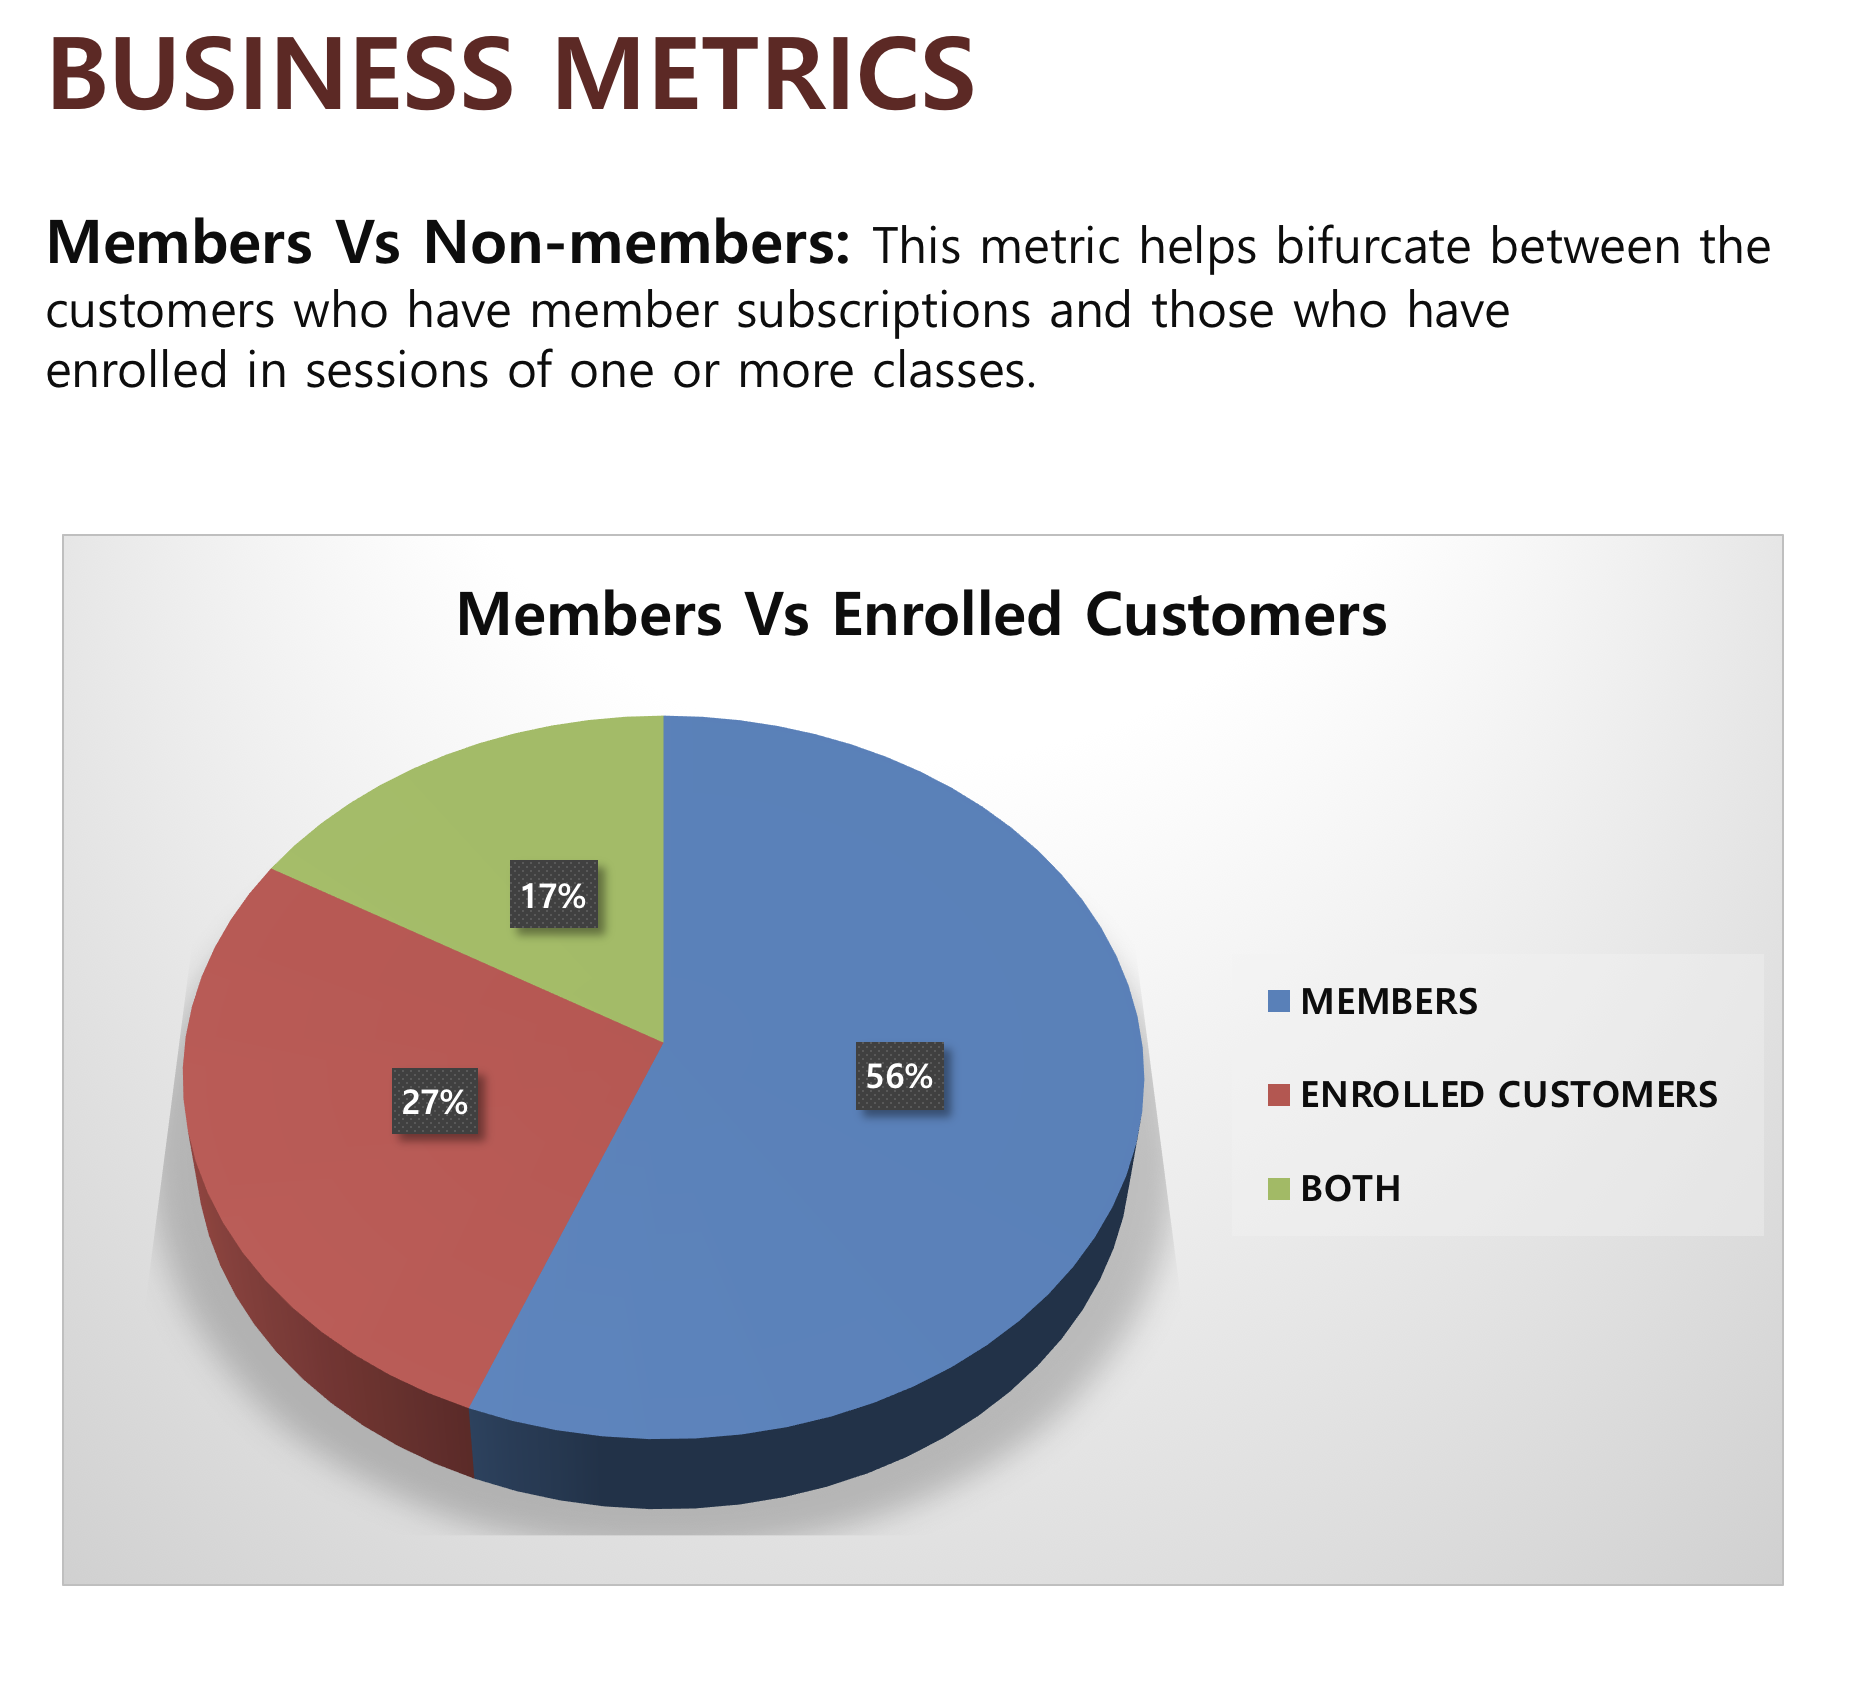 BUSINESS METRICS
Members Vs Non-members: This metric helps bifurcate between the
customers who have member subscriptions and those who have
enrolled in sessions of one or more classes.
Members Vs Enrolled Customers
17%
56%
27%
MEMBERS
ENROLLED CUSTOMERS
BOTH